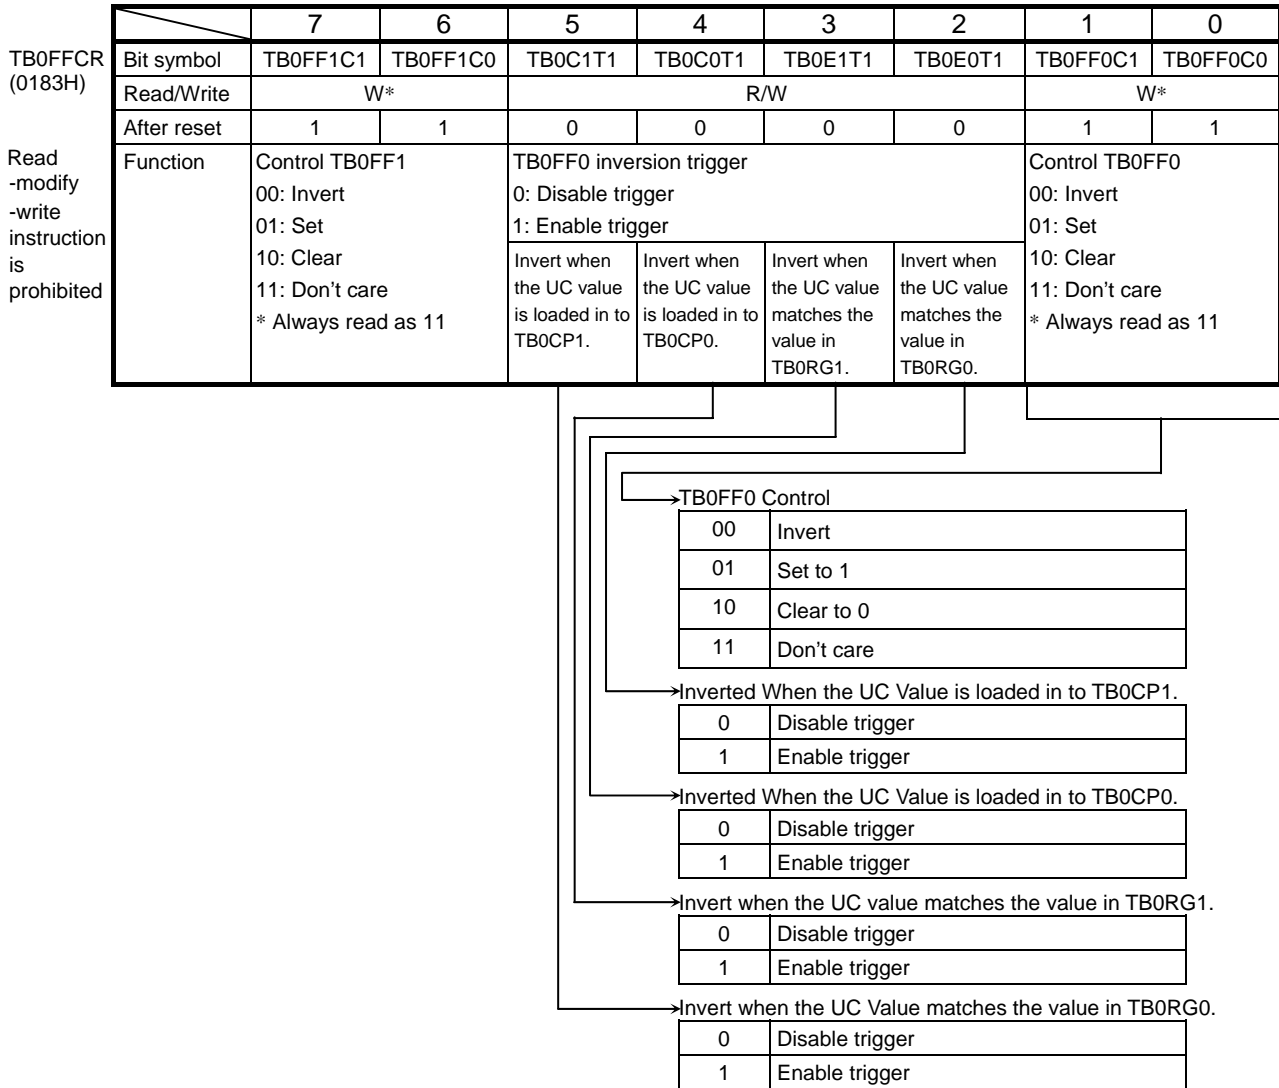 7 6 5 4 3 2 1 0
TB0FFCR
(0183H)
Bit symbol TB0FF1C1 TB0FF1C0 TB0C1T1 TB0C0T1 TB0E1T1 TB0E0T1 TB0FF0C1 TB0FF0C0
Read/Write W* R/W W*
After reset 1 1 0 0 0 0 1 1
Read
-modify
-write
instruction
is
prohibited
Function
Control TB0FF1
00: Invert
01: Set
10: Clear
11: Don't care
* Always read as 11
TB0FF0 inversion trigger
0: Disable trigger
1: Enable trigger
Invert when
the UC value
is loaded in to
TB0CP1.
Invert when
the UC value
is loaded in to
TB0CP0.
Invert when
the UC value
matches the
value in
TB0RG1.
Invert when
the UC value
matches the
value in
TB0RG0.
Control TB0FF0
00: Invert
01: Set
10: Clear
11: Don't care
* Always read as 11
TB0FF0 Control
00 Invert
01 Set to 1
10 Clear to 0
11 Don't care
Inverted When the UC Value is loaded in to TB0CP1.
0 Disable trigger
1 Enable trigger
Inverted When the UC Value is loaded in to TB0CP0.
0 Disable trigger
1 Enable trigger
Invert when the UC value matches the value in TB0RG1.
0 Disable trigger
1 Enable trigger
Invert when the UC Value matches the value in TB0RG0.
0 Disable trigger
1 Enable trigger